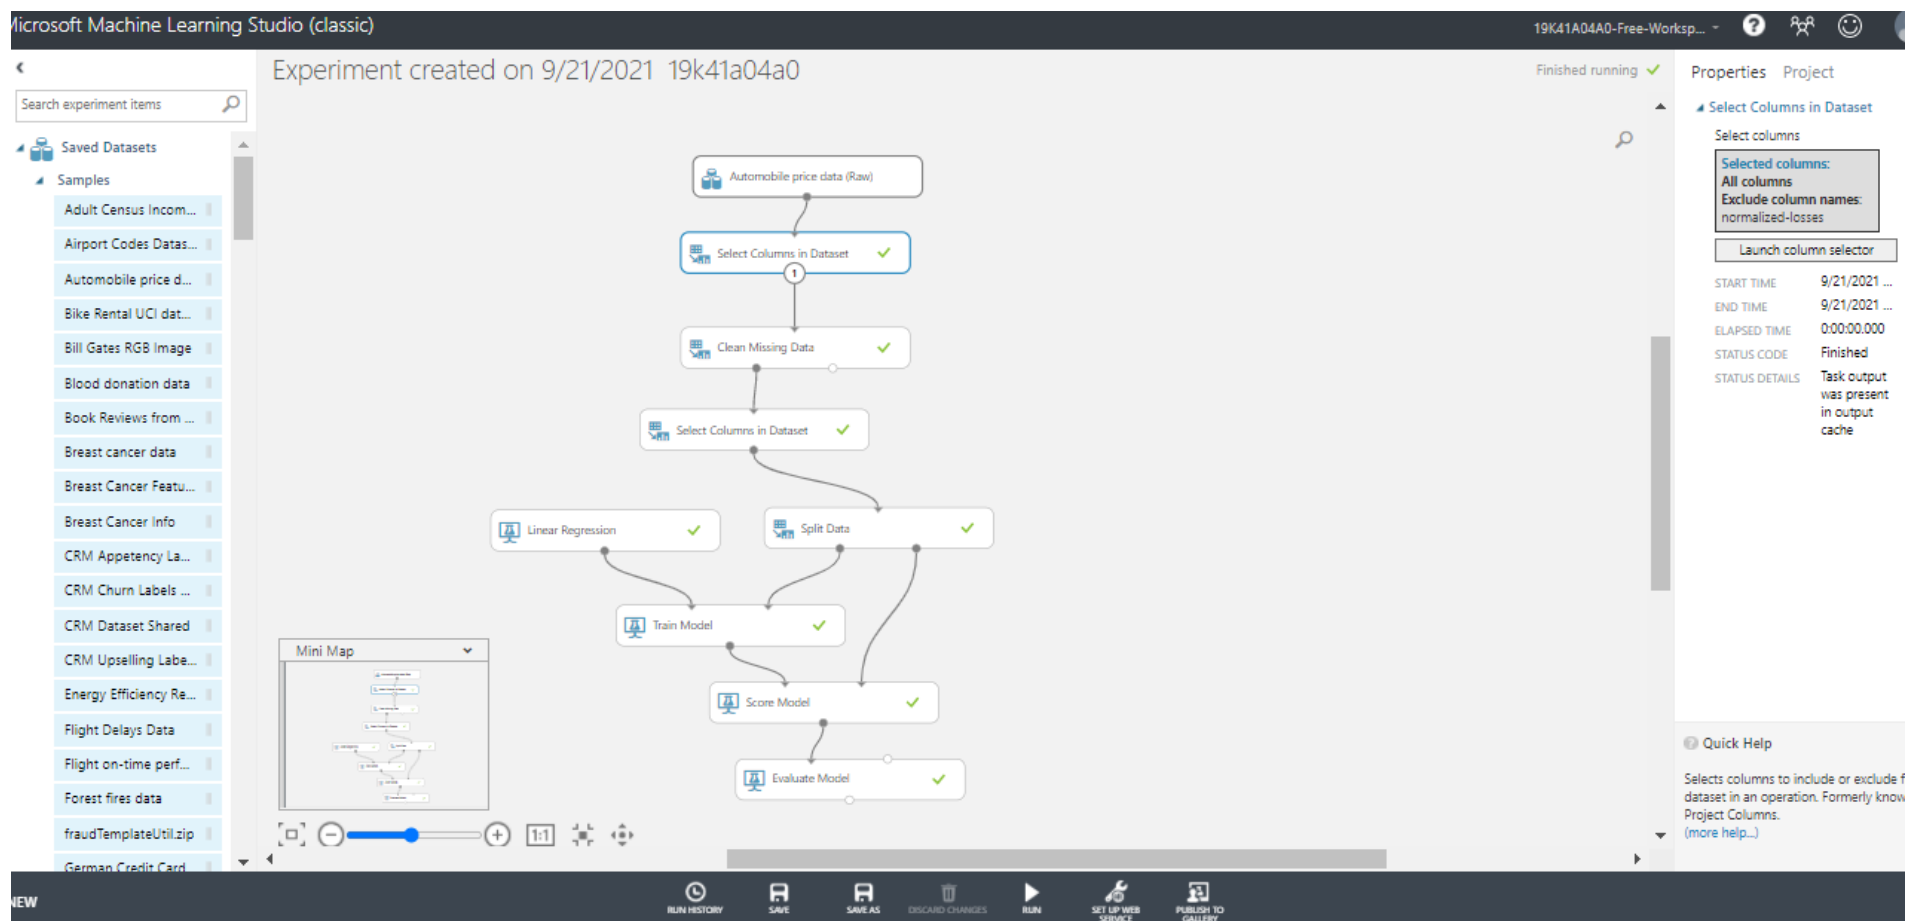 Microsoft Machine Learning Studio (classic)
19K41A04A0-Free-Worksp...
Experiment created on 9/21/2021 19k41a04a0
Finished running
Search experiment items
Saved Datasets
Samples
Adult Census Incom...
Airport Codes Datas...
Automobile price d...
Bike Rental UCI dat...
Bill Gates RGB Image
Blood donation data
Book Reviews from ...
Breast cancer data
Breast Cancer Featu...
Breast Cancer Info
CRM Appetency La...
CRM Churn Labels ...
CRM Dataset Shared
CRM Upselling Labe...
Energy Efficiency Re...
Flight Delays Data
Flight on-time perf...
Forest fires data
fraudTemplateUtil.zip
German Credit Card
Automobile price data (Raw)
Select Columns in Dataset
1
Clean Missing Data
Select Columns in Dataset
Linear Regression
Split Data
Train Model
Score Model
Evaluate Model
Mini Map
1:1
Properties Project
Select Columns in Dataset
Select columns
Selected columns:
All columns
Exclude column names:
normalized-losses
Launch column selector
START TIME 9/21/2021 ...
END TIME 9/21/2021 ...
ELAPSED TIME 0:00:00.000
STATUS CODE Finished
STATUS DETAILS Task output
was present
in output
cache
Quick Help
Selects columns to include or exclude f
dataset in an operation. Formerly know
Project Columns.
(more help...)
NEW
RUN HISTORY
SAVE
SAVE AS
DISCARD CHANGES
RUN
SET UP WEB
SERVICE
PUBLISH TO
GALLERY